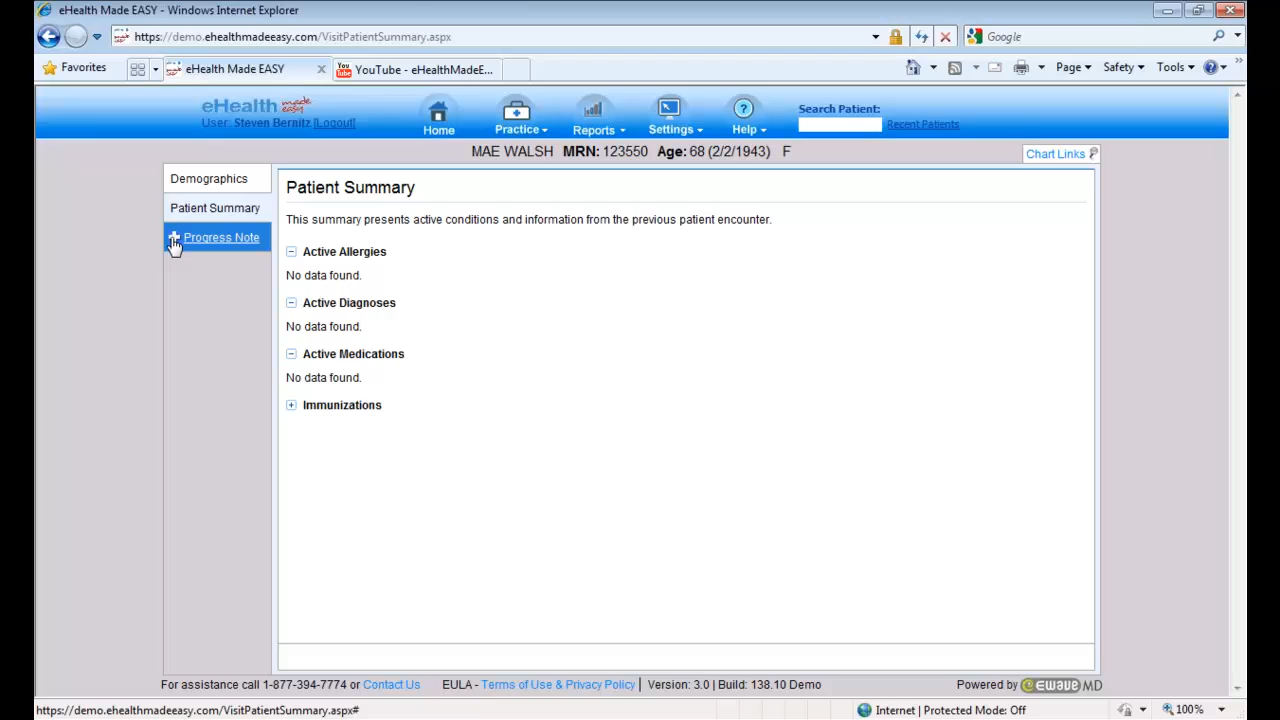 eHealth Made EASY - Windows Internet Explorer
https://demo.ehealthmadeeasy.com/VisitPatientSummary.aspx
Google
Favorites
eHealth Made EASY
You Tube
YouTube - eHealthMadeE...
Page
Safety
Tools
eHealth made easy
User: Steven Bernitz [Logout]
Home
Practice
Reports
Settings
Help
Search Patient:
Recent Patients
MAE WALSH MRN: 123550 Age: 68 (2/2/1943) F
Chart Links
Demographics
Patient Summary
Progress Note
Patient Summary
This summary presents active conditions and information from the previous patient encounter.
Active Allergies
No data found.
Active Diagnoses
No data found.
Active Medications
No data found.
Immunizations
For assistance call 1-877-394-7774 or Contact Us
EULA - Terms of Use & Privacy Policy | Version: 3.0 | Build: 138.10 Demo
Powered by eWAVE MD
https://demo.ehealthmadeeasy.com/VisitPatientSummary.aspx#
Internet | Protected Mode: Off
100%